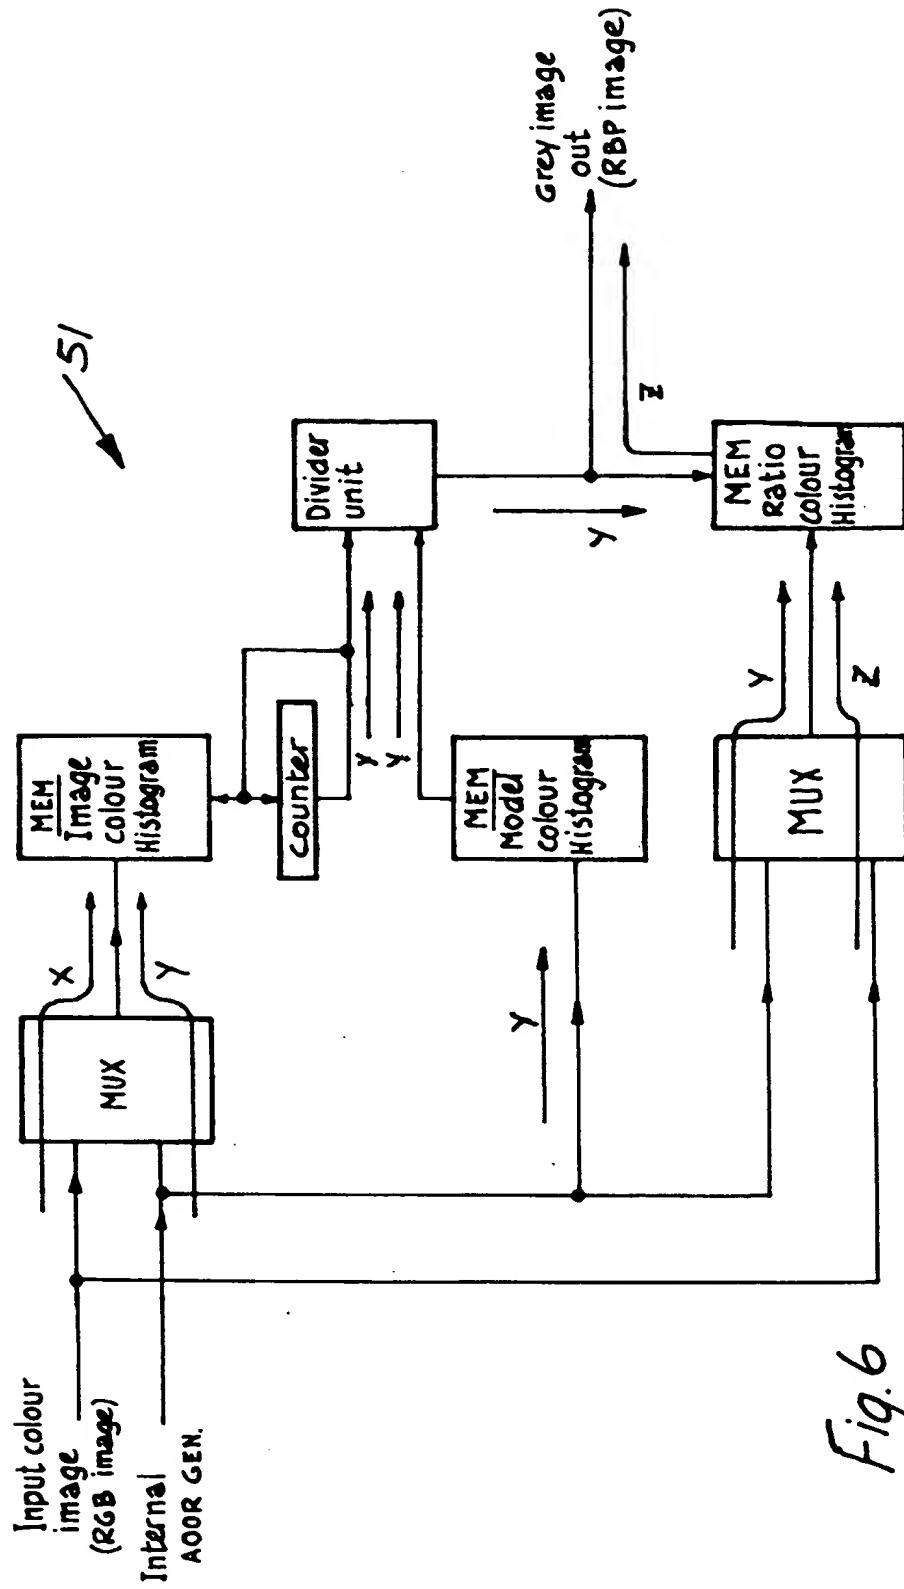 Input colour
image
(RGB image)
Internal
ADDR GEN.
MUX
X
Y
MEM
Image
colour
Histogram
counter
Y
Y
Y
MEM
Model
colour
Histogram
Divider
unit
Y
MUX
Y
Z
MEM
Ratio
colour
Histogram
Z
Grey image
out
(RBP image)
51
Fig. 6